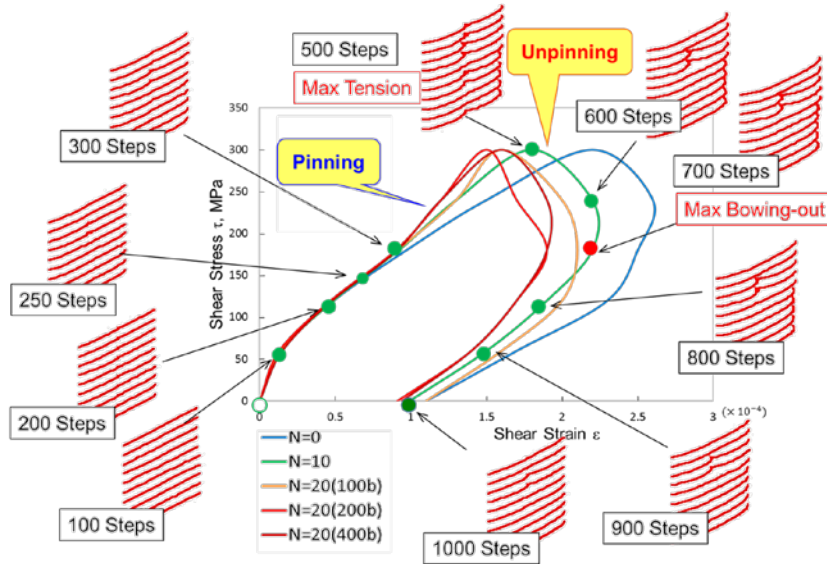 500 Steps
Max Tension
Unpinning
600 Steps
700 Steps
Max Bowing-out
300 Steps
Pinning
250 Steps
200 Steps
100 Steps
800 Steps
900 Steps
1000 Steps
Shear Stress τ, MPa
350
300
250
200
150
100
50
0
0
0.5
1
1.5
2
2.5
3
(×10⁻⁴)
Shear Strain ε
N=0
N=10
N=20(100b)
N=20(200b)
N=20(400b)